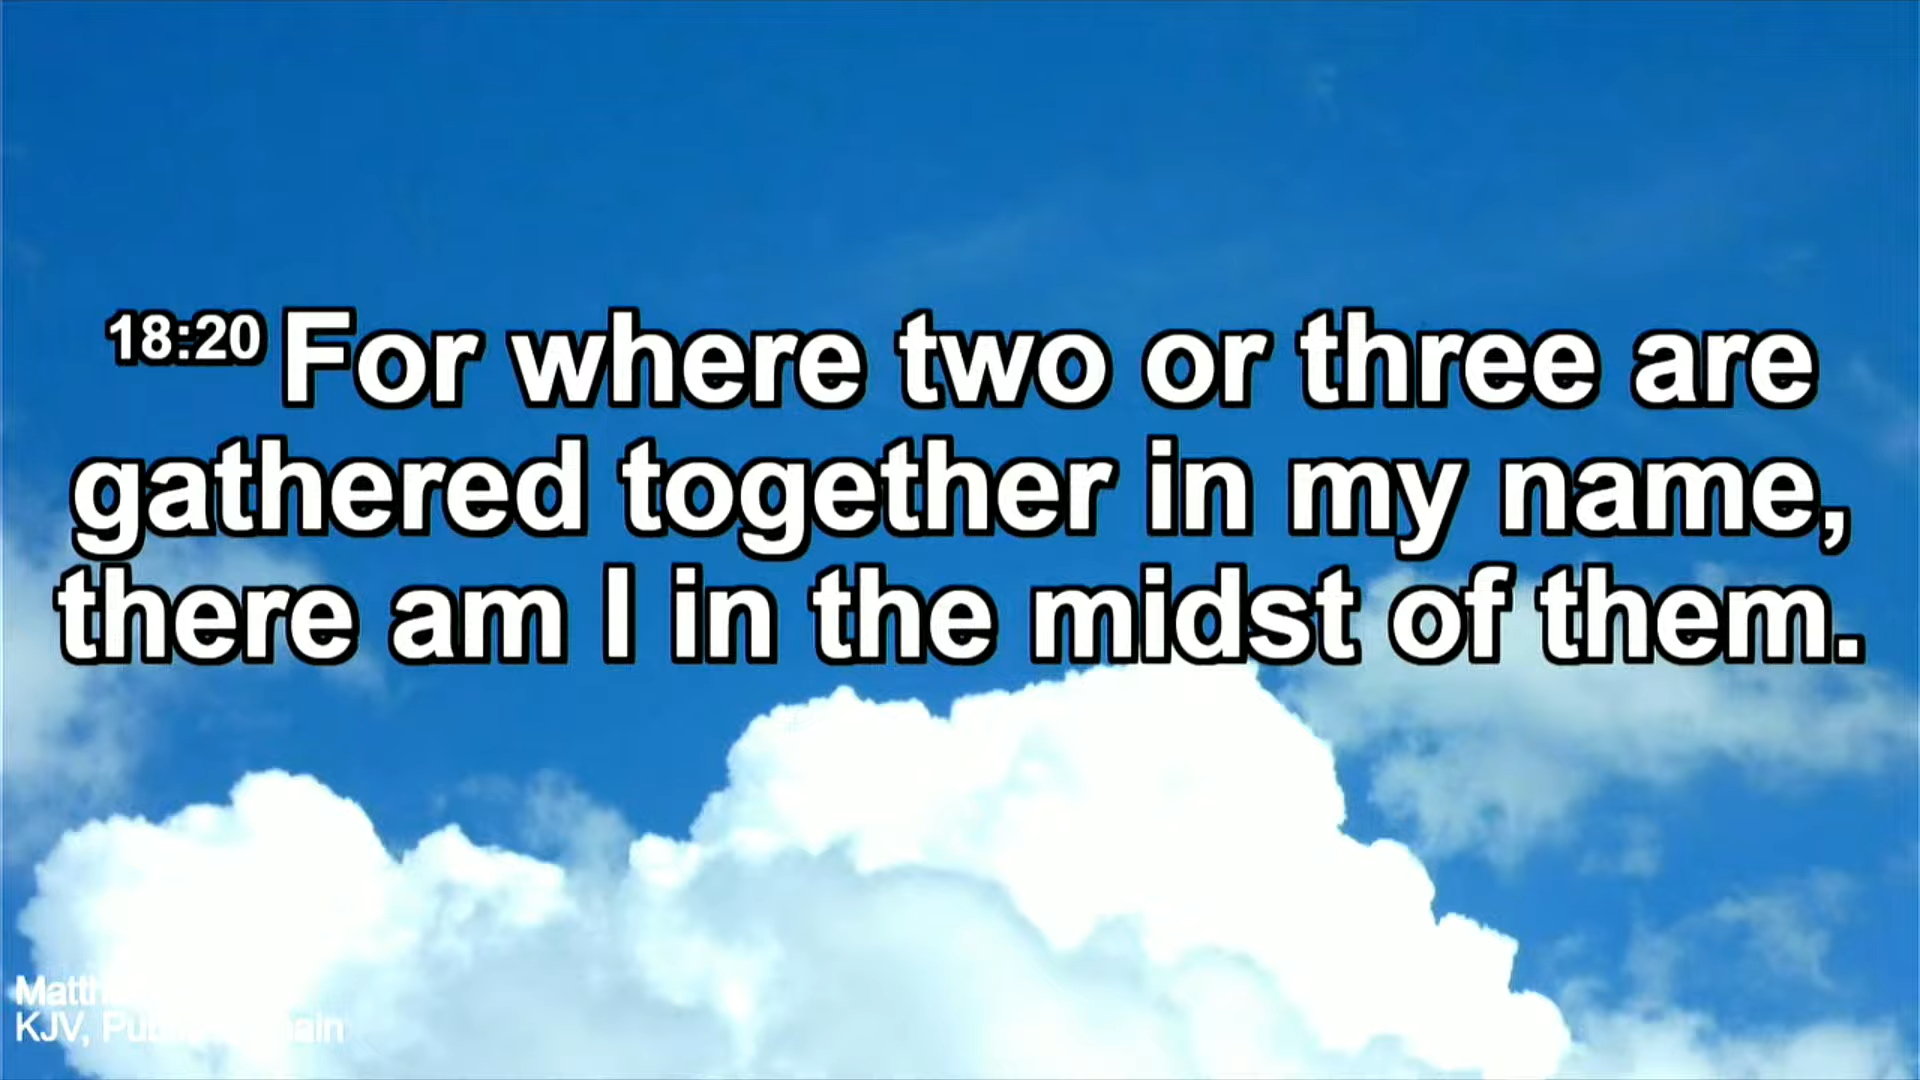 18:20 For where two or three are
gathered together in my name,
there am I in the midst of them.
KJV,